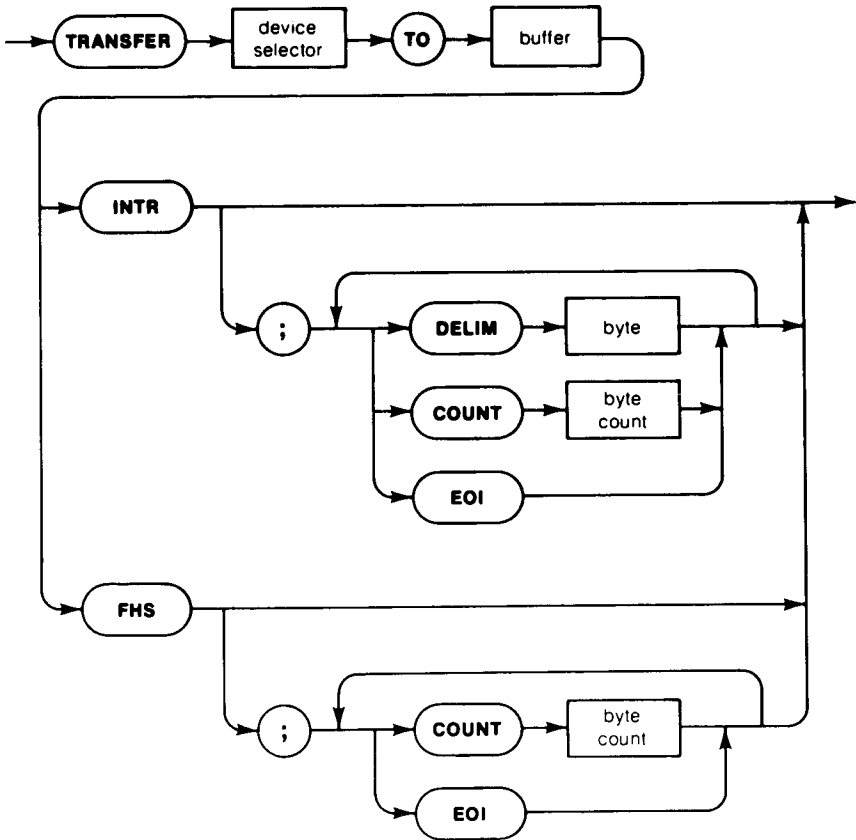 TRANSFER
device
selector
TO
buffer
INTR
;
DELIM
byte
COUNT
byte
count
EOI
FHS
;
COUNT
byte
count
EOI